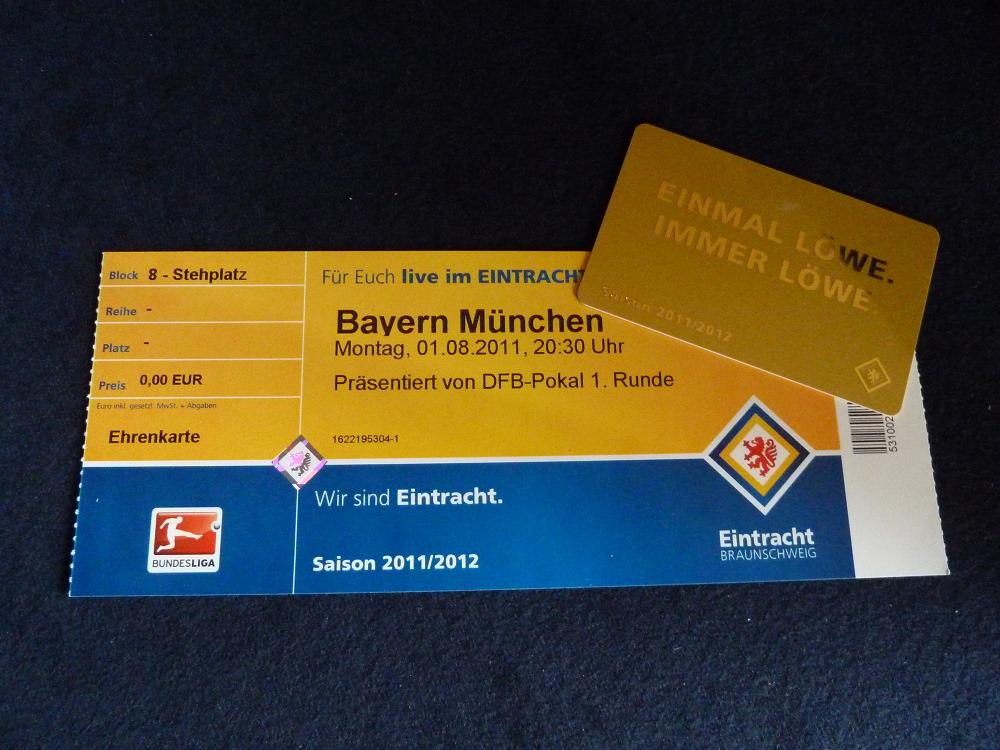 Block 8 - Stehplatz
Reihe -
Platz -
Preis 0,00 EUR
Euro inkl. gesetzl. MwSt. + Abgaben
Ehrenkarte
BUNDESLIGA
Für Euch live im EINTRACHT
Bayern München
Montag, 01.08.2011, 20:30 Uhr
Präsentiert von DFB-Pokal 1. Runde
1622195304-1
Wir sind Eintracht.
Saison 2011/2012
Eintracht
BRAUNSCHWEIG
531002
EINMAL LÖWE.
IMMER LÖWE.
Saison 2011/2012